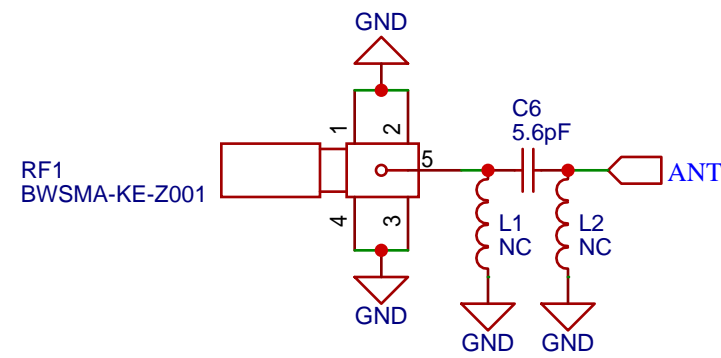 GND
1
2
C6
5.6pF
5
RF1
BWSMA-KE-Z001
ANT
4
3
L1
NC
L2
NC
GND
GND
GND